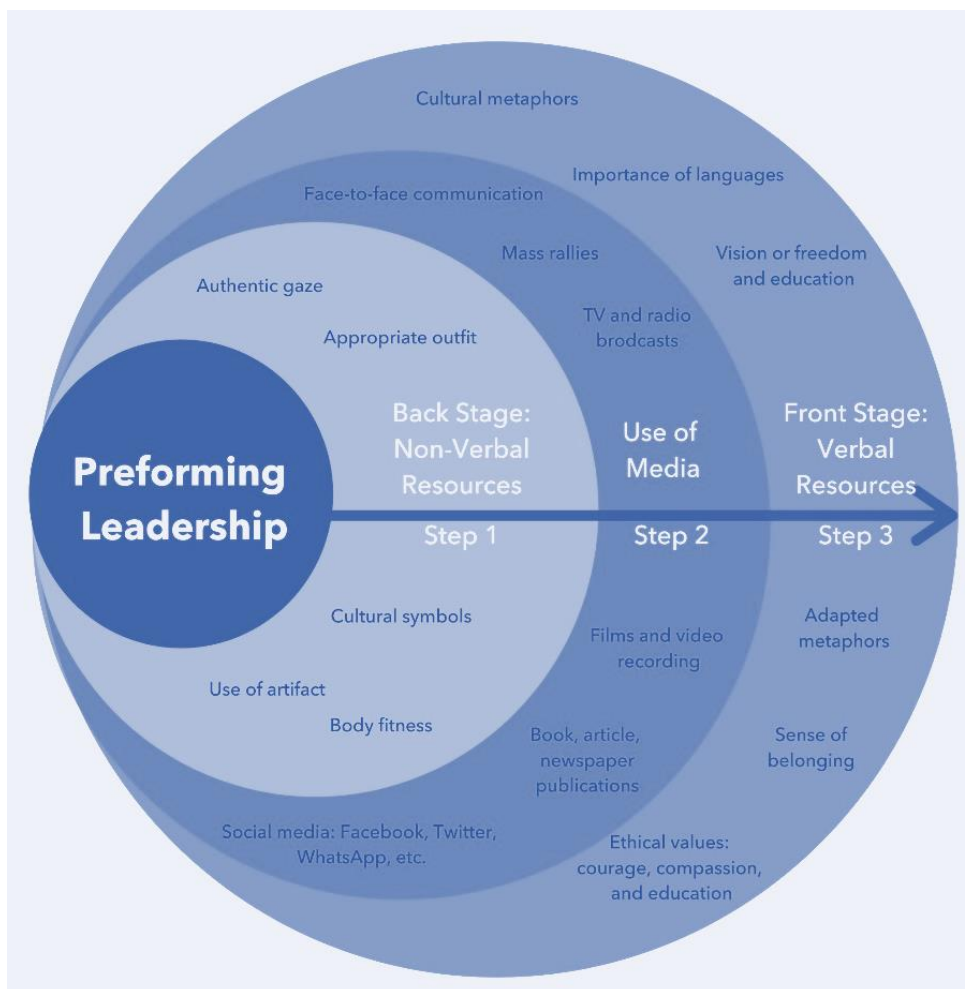 Cultural metaphors
Importance of languages
Face-to-face communication
Vision or freedom
and education
Mass rallies
Authentic gaze
TV and radio
brodcasts
Appropriate outfit
Preforming
Leadership
Back Stage:
Non-Verbal
Resources
Step 1
Use of
Media
Step 2
Front Stage:
Verbal
Resources
Step 3
Cultural symbols
Adapted
metaphors
Films and video
recording
Use of artifact
Body fitness
Book, article,
newspaper
publications
Sense of
belonging
Social media: Facebook, Twitter,
WhatsApp, etc.
Ethical values:
courage, compassion,
and education